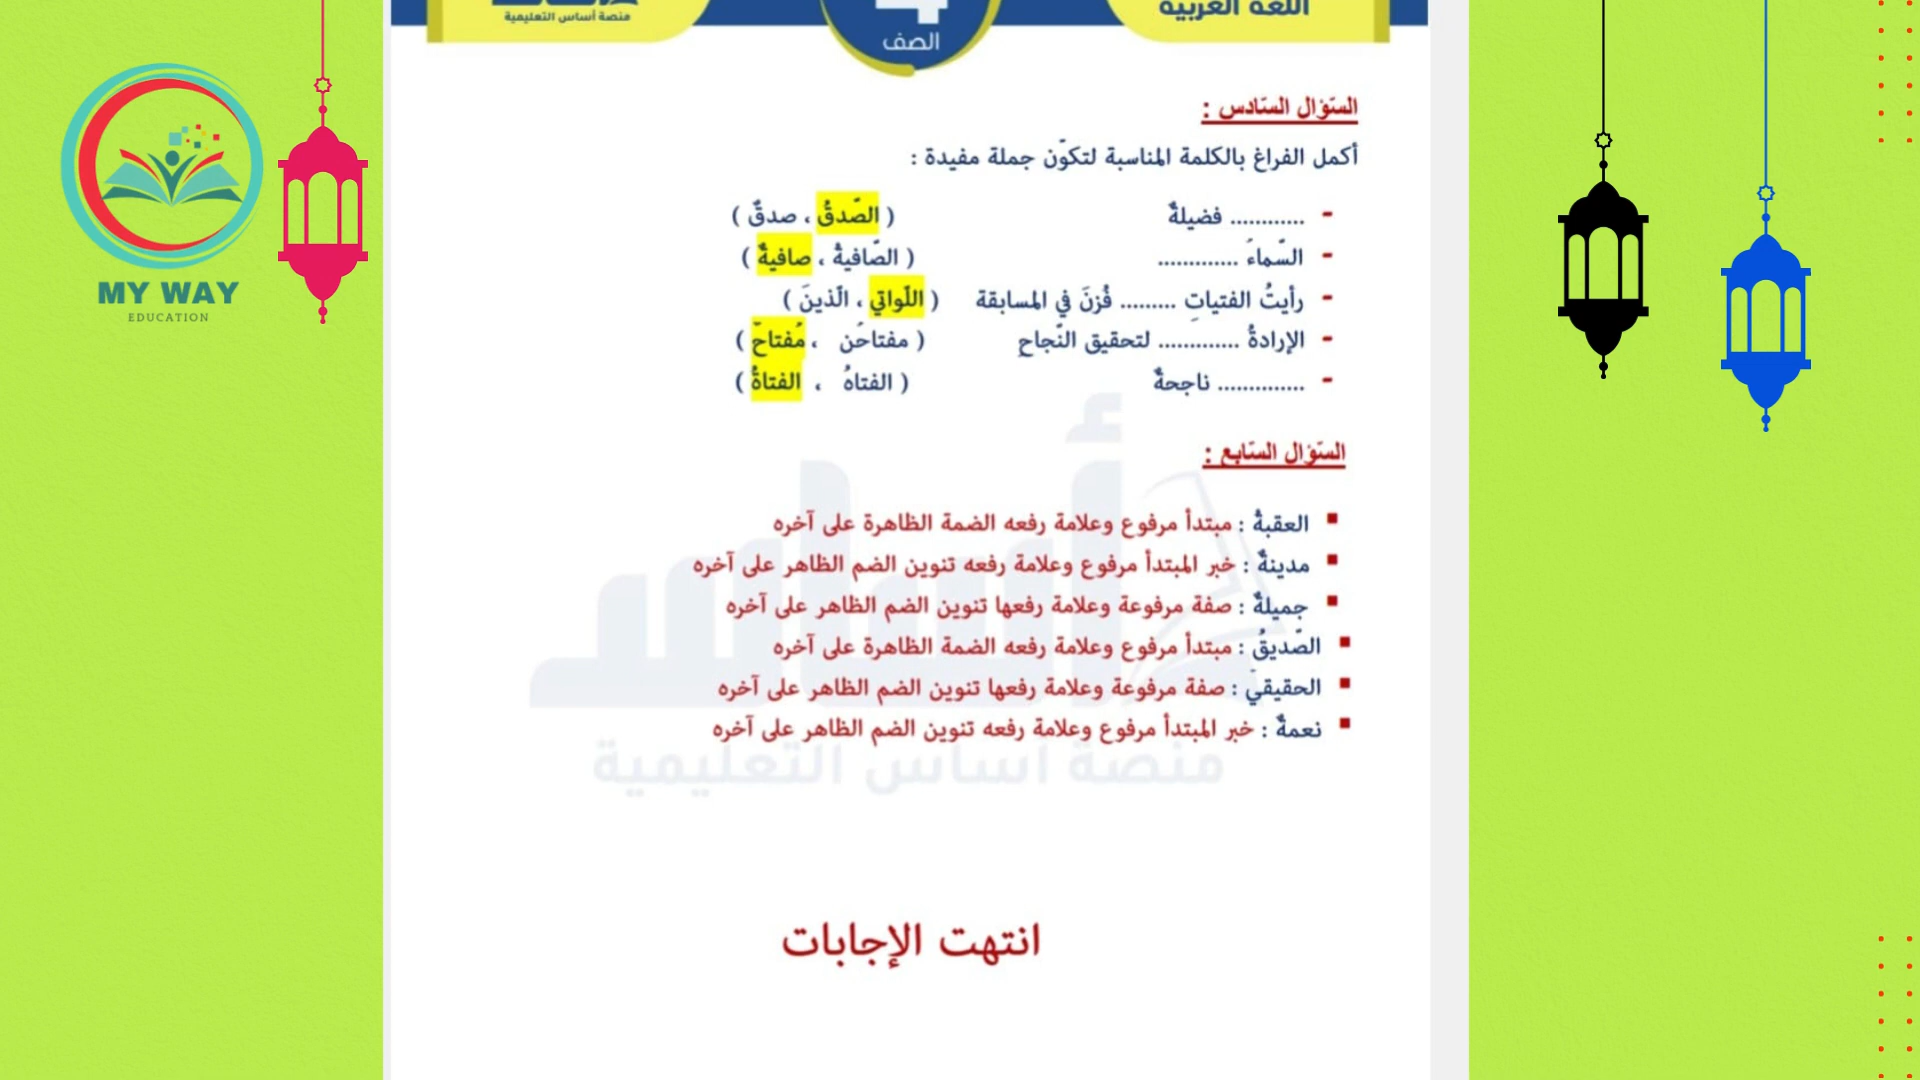 اللغة العربية
4
الصف
منصة أساس التعليمية
MY WAY
EDUCATION
السّؤال السّادس :
أكمل الفراغ بالكلمة المناسبة لتكوّن جملة مفيدة :
- ............ فضيلةٌ ( الصّدقُ ، صدقٌ )
- السّماءُ ............. ( الصّافيةُ ، صافيةٌ )
- رأيتُ الفتياتِ ......... فُزنَ في المسابقة ( اللّواتي ، الّذينَ )
- الإرادةُ ............. لتحقيق النّجاحِ ( مفتاحُن ، مُفتاحٌ )
- .............. ناجحةٌ ( الفتاهُ ، الفتاةُ )
السّؤال السّابع :
▪ العقبةُ : مبتدأ مرفوع وعلامة رفعه الضمة الظاهرة على آخره
▪ مدينةٌ : خبر المبتدأ مرفوع وعلامة رفعه تنوين الضم الظاهر على آخره
▪ جميلةٌ : صفة مرفوعة وعلامة رفعها تنوين الضم الظاهر على آخره
▪ الصّديقُ : مبتدأ مرفوع وعلامة رفعه الضمة الظاهرة على آخره
▪ الحقيقيَ : صفة مرفوعة وعلامة رفعها تنوين الضم الظاهر على آخره
▪ نعمةٌ : خبر المبتدأ مرفوع وعلامة رفعه تنوين الضم الظاهر على آخره
أساس
منصة أساس التعليمية
انتهت الإجابات